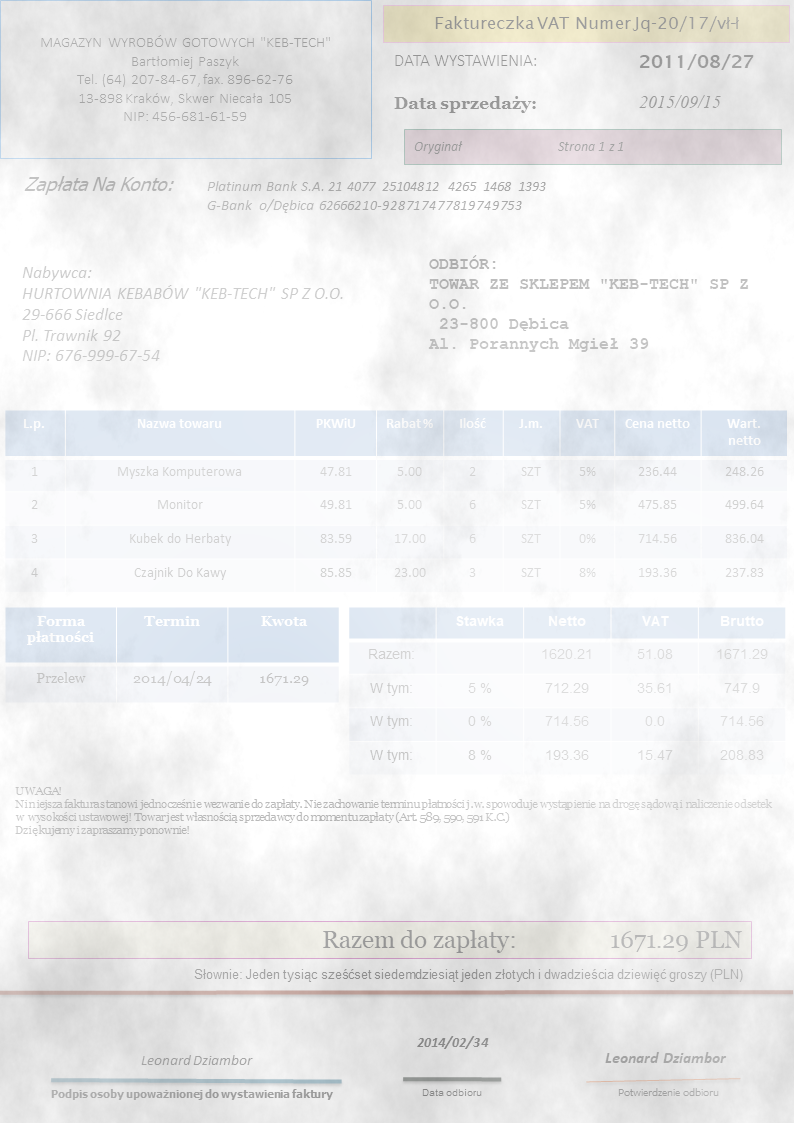 MAGAZYN WYROBÓW GOTOWYCH "KEB-TECH"
Bartłomiej Paszyk
Tel. (64) 207-84-67, fax. 896-62-76
13-898 Kraków, Skwer Niecała 105
NIP: 456-681-61-59
Faktureczka VAT Numer Jq-20/17/vł-ł
DATA WYSTAWIENIA: 2011/08/27
Data sprzedaży: 2015/09/15
Oryginał Strona 1 z 1
Zapłata Na Konto: Platinum Bank S.A. 21 4077 25104812 4265 1468 1393
G-Bank o/Dębica 62666210-928717477819749753
Nabywca:
HURTOWNIA KEBABÓW "KEB-TECH" SP Z O.O.
29-666 Siedlce
Pl. Trawnik 92
NIP: 676-999-67-54
ODBIÓR:
TOWAR ZE SKLEPEM "KEB-TECH" SP Z
O.O.
23-800 Dębica
Al. Porannych Mgieł 39
L.p. Nazwa towaru PKWiU Rabat % Ilość J.m. VAT Cena netto Wart.
netto
1 Myszka Komputerowa 47.81 5.00 2 SZT 5% 236.44 248.26
2 Monitor 49.81 5.00 6 SZT 5% 475.85 499.64
3 Kubek do Herbaty 83.59 17.00 6 SZT 0% 714.56 836.04
4 Czajnik Do Kawy 85.85 23.00 3 SZT 8% 193.36 237.83
Forma
płatności Termin Kwota
Przelew 2014/04/24 1671.29
Stawka Netto VAT Brutto
Razem: 1620.21 51.08 1671.29
W tym: 5 % 712.29 35.61 747.9
W tym: 0 % 714.56 0.0 714.56
W tym: 8 % 193.36 15.47 208.83
UWAGA!
Niniejsza faktura stanowi jednocześnie wezwanie do zapłaty. Nie zachowanie terminu płatności j.w. spowoduje wystąpienie na drogę sądową i naliczenie odsetek
w wysokości ustawowej! Towar jest własnością sprzedawcy do momentu zapłaty (Art. 589, 590, 591 K.C.)
Dziękujemy i zapraszamy ponownie!
Razem do zapłaty: 1671.29 PLN
Słownie: Jeden tysiąc sześćset siedemdziesiąt jeden złotych i dwadzieścia dziewięć groszy (PLN)
Leonard Dziambor
Podpis osoby upoważnionej do wystawienia faktury
2014/02/34
Data odbioru
Leonard Dziambor
Potwierdzenie odbioru